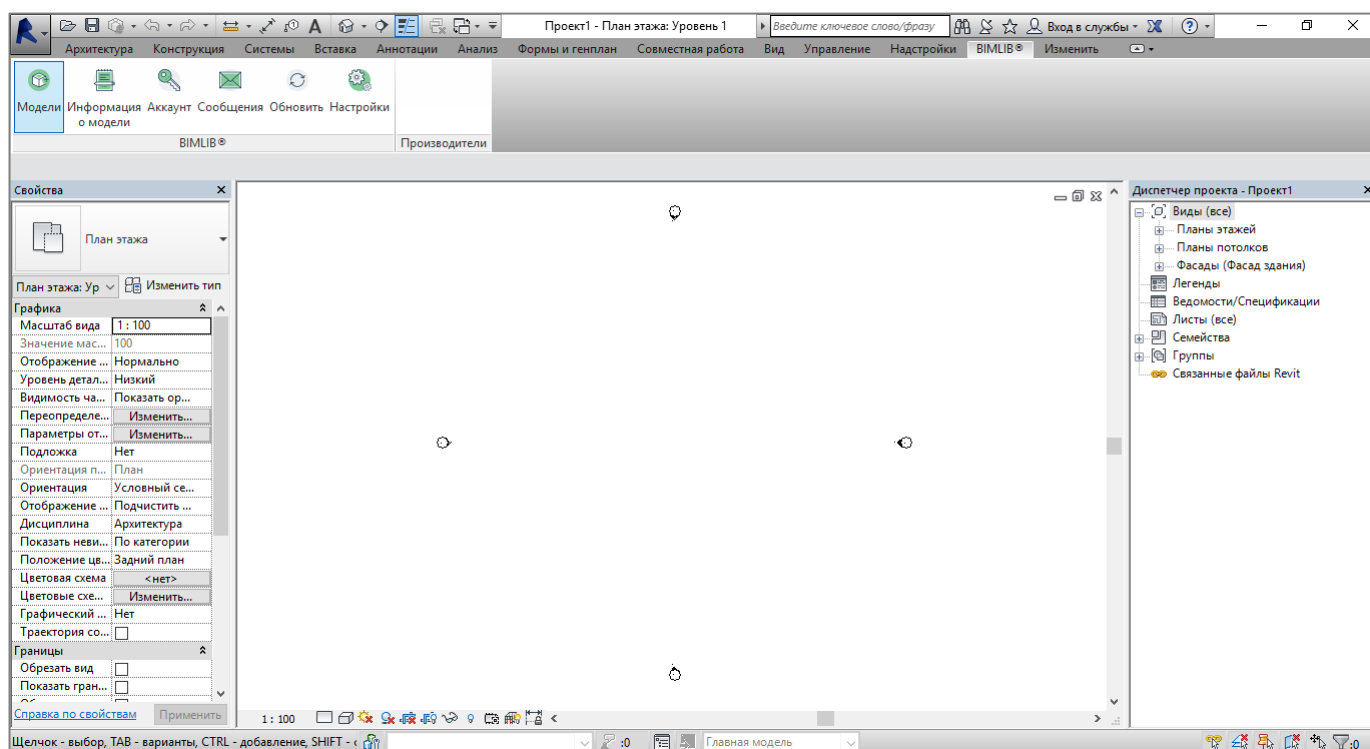 Проект1 - План этажа: Уровень 1
Введите ключевое слово/фразу
Вход в службы
Архитектура Конструкция Системы Вставка Аннотации Анализ Формы и генплан Совместная работа Вид Управление Надстройки BIMLIB® Изменить
Модели Информация о модели Аккаунт Сообщения Обновить Настройки
BIMLIB® Производители
Свойства
План этажа
План этажа: Ур Изменить тип
Графика
Масштаб вида 1 : 100
Значение мас... 100
Отображение ... Нормально
Уровень детал... Низкий
Видимость ча... Показать ор...
Переопределе... Изменить...
Параметры от... Изменить...
Подложка Нет
Ориентация п... План
Ориентация Условный се...
Отображение ... Подчистить ...
Дисциплина Архитектура
Показать неви... По категории
Положение цв... Задний план
Цветовая схема <нет>
Цветовые схе... Изменить...
Графический ... Нет
Траектория со...
Границы
Обрезать вид
Показать гран...
Справка по свойствам Применить
1 : 100
Диспетчер проекта - Проект1
Виды (все)
Планы этажей
Планы потолков
Фасады (Фасад здания)
Легенды
Ведомости/Спецификации
Листы (все)
Семейства
Группы
Связанные файлы Revit
Щелчок - выбор, TAB - варианты, CTRL - добавление, SHIFT - :0 Главная модель :0